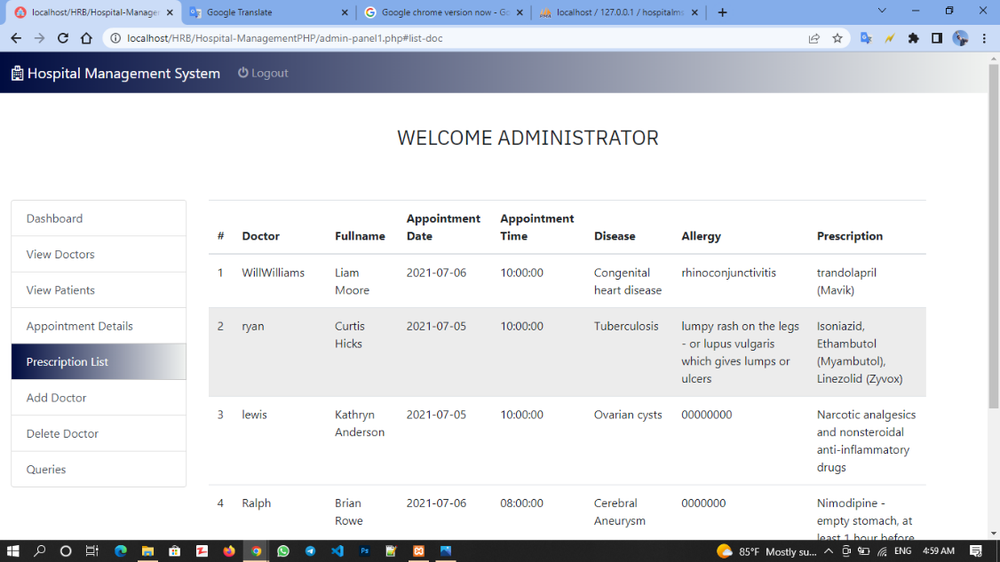 localhost/HRB/Hospital-Manager
Google Translate
Google chrome version now - Go
localhost / 127.0.0.1 / hospitalms
localhost/HRB/Hospital-ManagementPHP/admin-panel1.php#list-doc
Hospital Management System
Logout
WELCOME ADMINISTRATOR
Dashboard
View Doctors
View Patients
Appointment Details
Prescription List
Add Doctor
Delete Doctor
Queries
# Doctor Fullname Appointment Date Appointment Time Disease Allergy Prescription
1 WillWilliams Liam Moore 2021-07-06 10:00:00 Congenital heart disease rhinoconjunctivitis trandolapril (Mavik)
2 ryan Curtis Hicks 2021-07-05 10:00:00 Tuberculosis lumpy rash on the legs - or lupus vulgaris which gives lumps or ulcers Isoniazid, Ethambutol (Myambutol), Linezolid (Zyvox)
3 lewis Kathryn Anderson 2021-07-05 10:00:00 Ovarian cysts 00000000 Narcotic analgesics and nonsteroidal anti-inflammatory drugs
4 Ralph Brian Rowe 2021-07-06 08:00:00 Cerebral Aneurysm 0000000 Nimodipine - empty stomach, at least 1 hour before
85°F Mostly su... ENG 4:59 AM